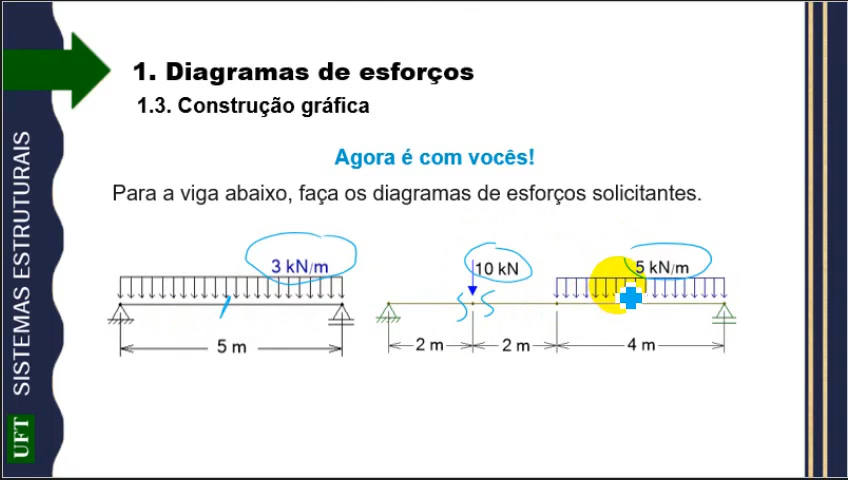 1. Diagramas de esforços
1.3. Construção gráfica
Agora é com vocês!
Para a viga abaixo, faça os diagramas de esforços solicitantes.
3 kN/m
10 kN
5 kN/m
5 m
2 m
2 m
4 m
SISTEMAS ESTRUTURAIS
UFT